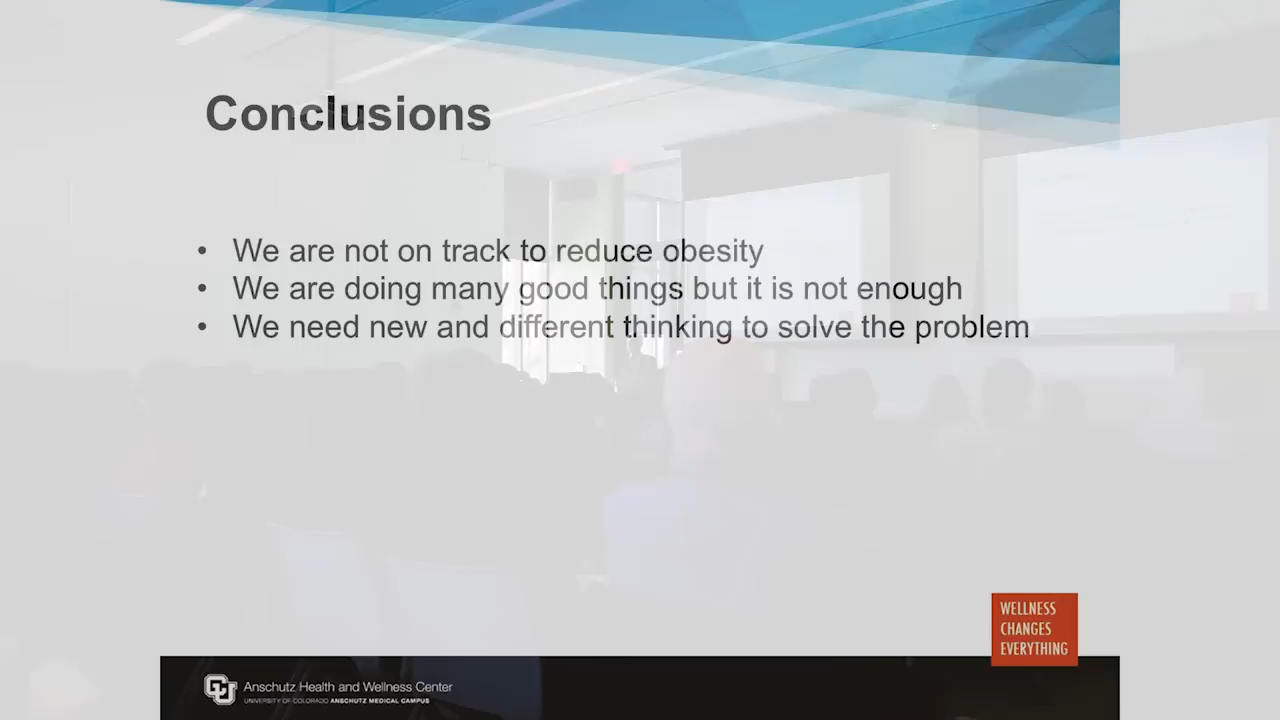 Conclusions
• We are not on track to reduce obesity
• We are doing many good things but it is not enough
• We need new and different thinking to solve the problem
WELLNESS
CHANGES
EVERYTHING
CU
Anschutz Health and Wellness Center
UNIVERSITY OF COLORADO ANSCHUTZ MEDICAL CAMPUS